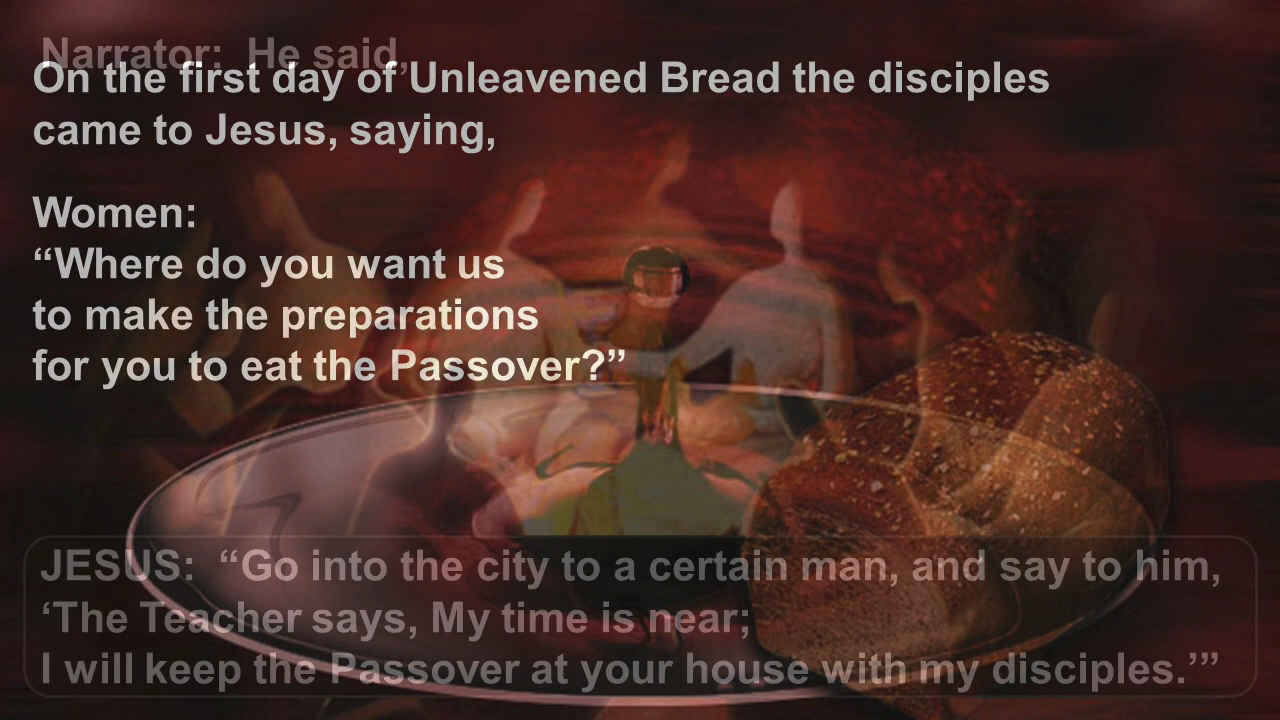 Narrator:  He said,
On the first day of Unleavened Bread the disciples
came to Jesus, saying,
Women:
“Where do you want us
to make the preparations
for you to eat the Passover?”
JESUS:  “Go into the city to a certain man, and say to him,
‘The Teacher says, My time is near;
I will keep the Passover at your house with my disciples.’”